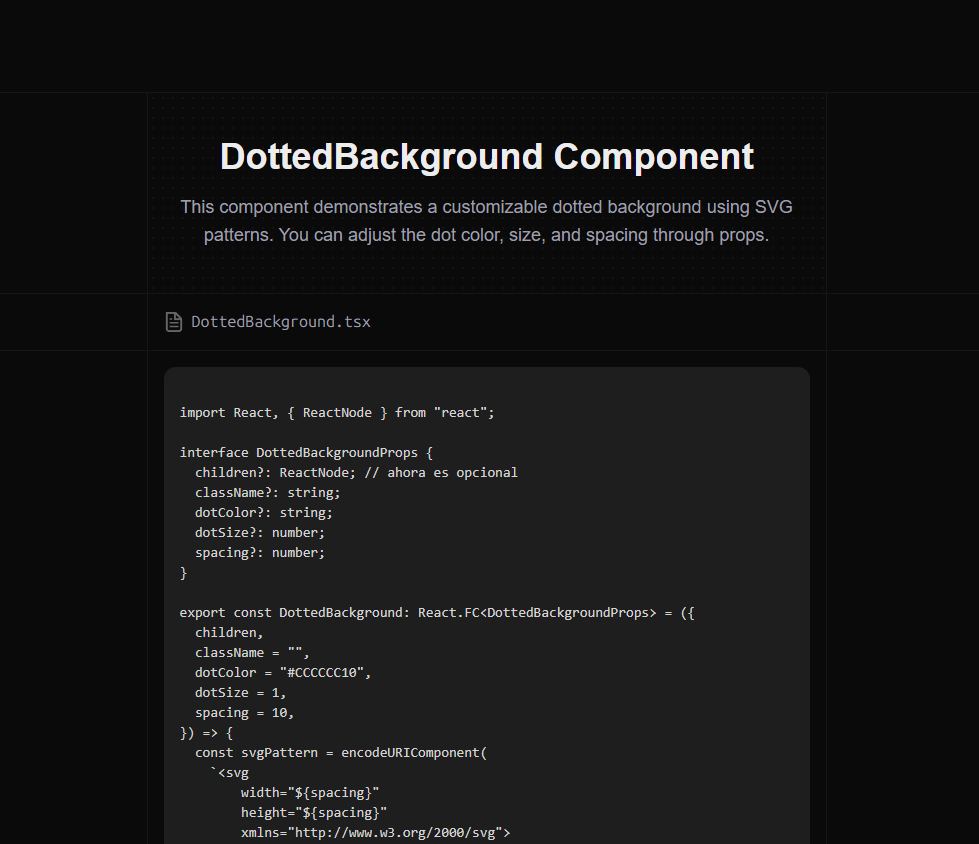 DottedBackground Component
This component demonstrates a customizable dotted background using SVG
patterns. You can adjust the dot color, size, and spacing through props.
DottedBackground.tsx
import React, { ReactNode } from "react";
interface DottedBackgroundProps {
  children?: ReactNode; // ahora es opcional
  className?: string;
  dotColor?: string;
  dotSize?: number;
  spacing?: number;
}
export const DottedBackground: React.FC<DottedBackgroundProps> = ({
  children,
  className = "",
  dotColor = "#CCCCCC10",
  dotSize = 1,
  spacing = 10,
}) => {
  const svgPattern = encodeURIComponent(
    `<svg
        width="${spacing}"
        height="${spacing}"
        xmlns="http://www.w3.org/2000/svg">